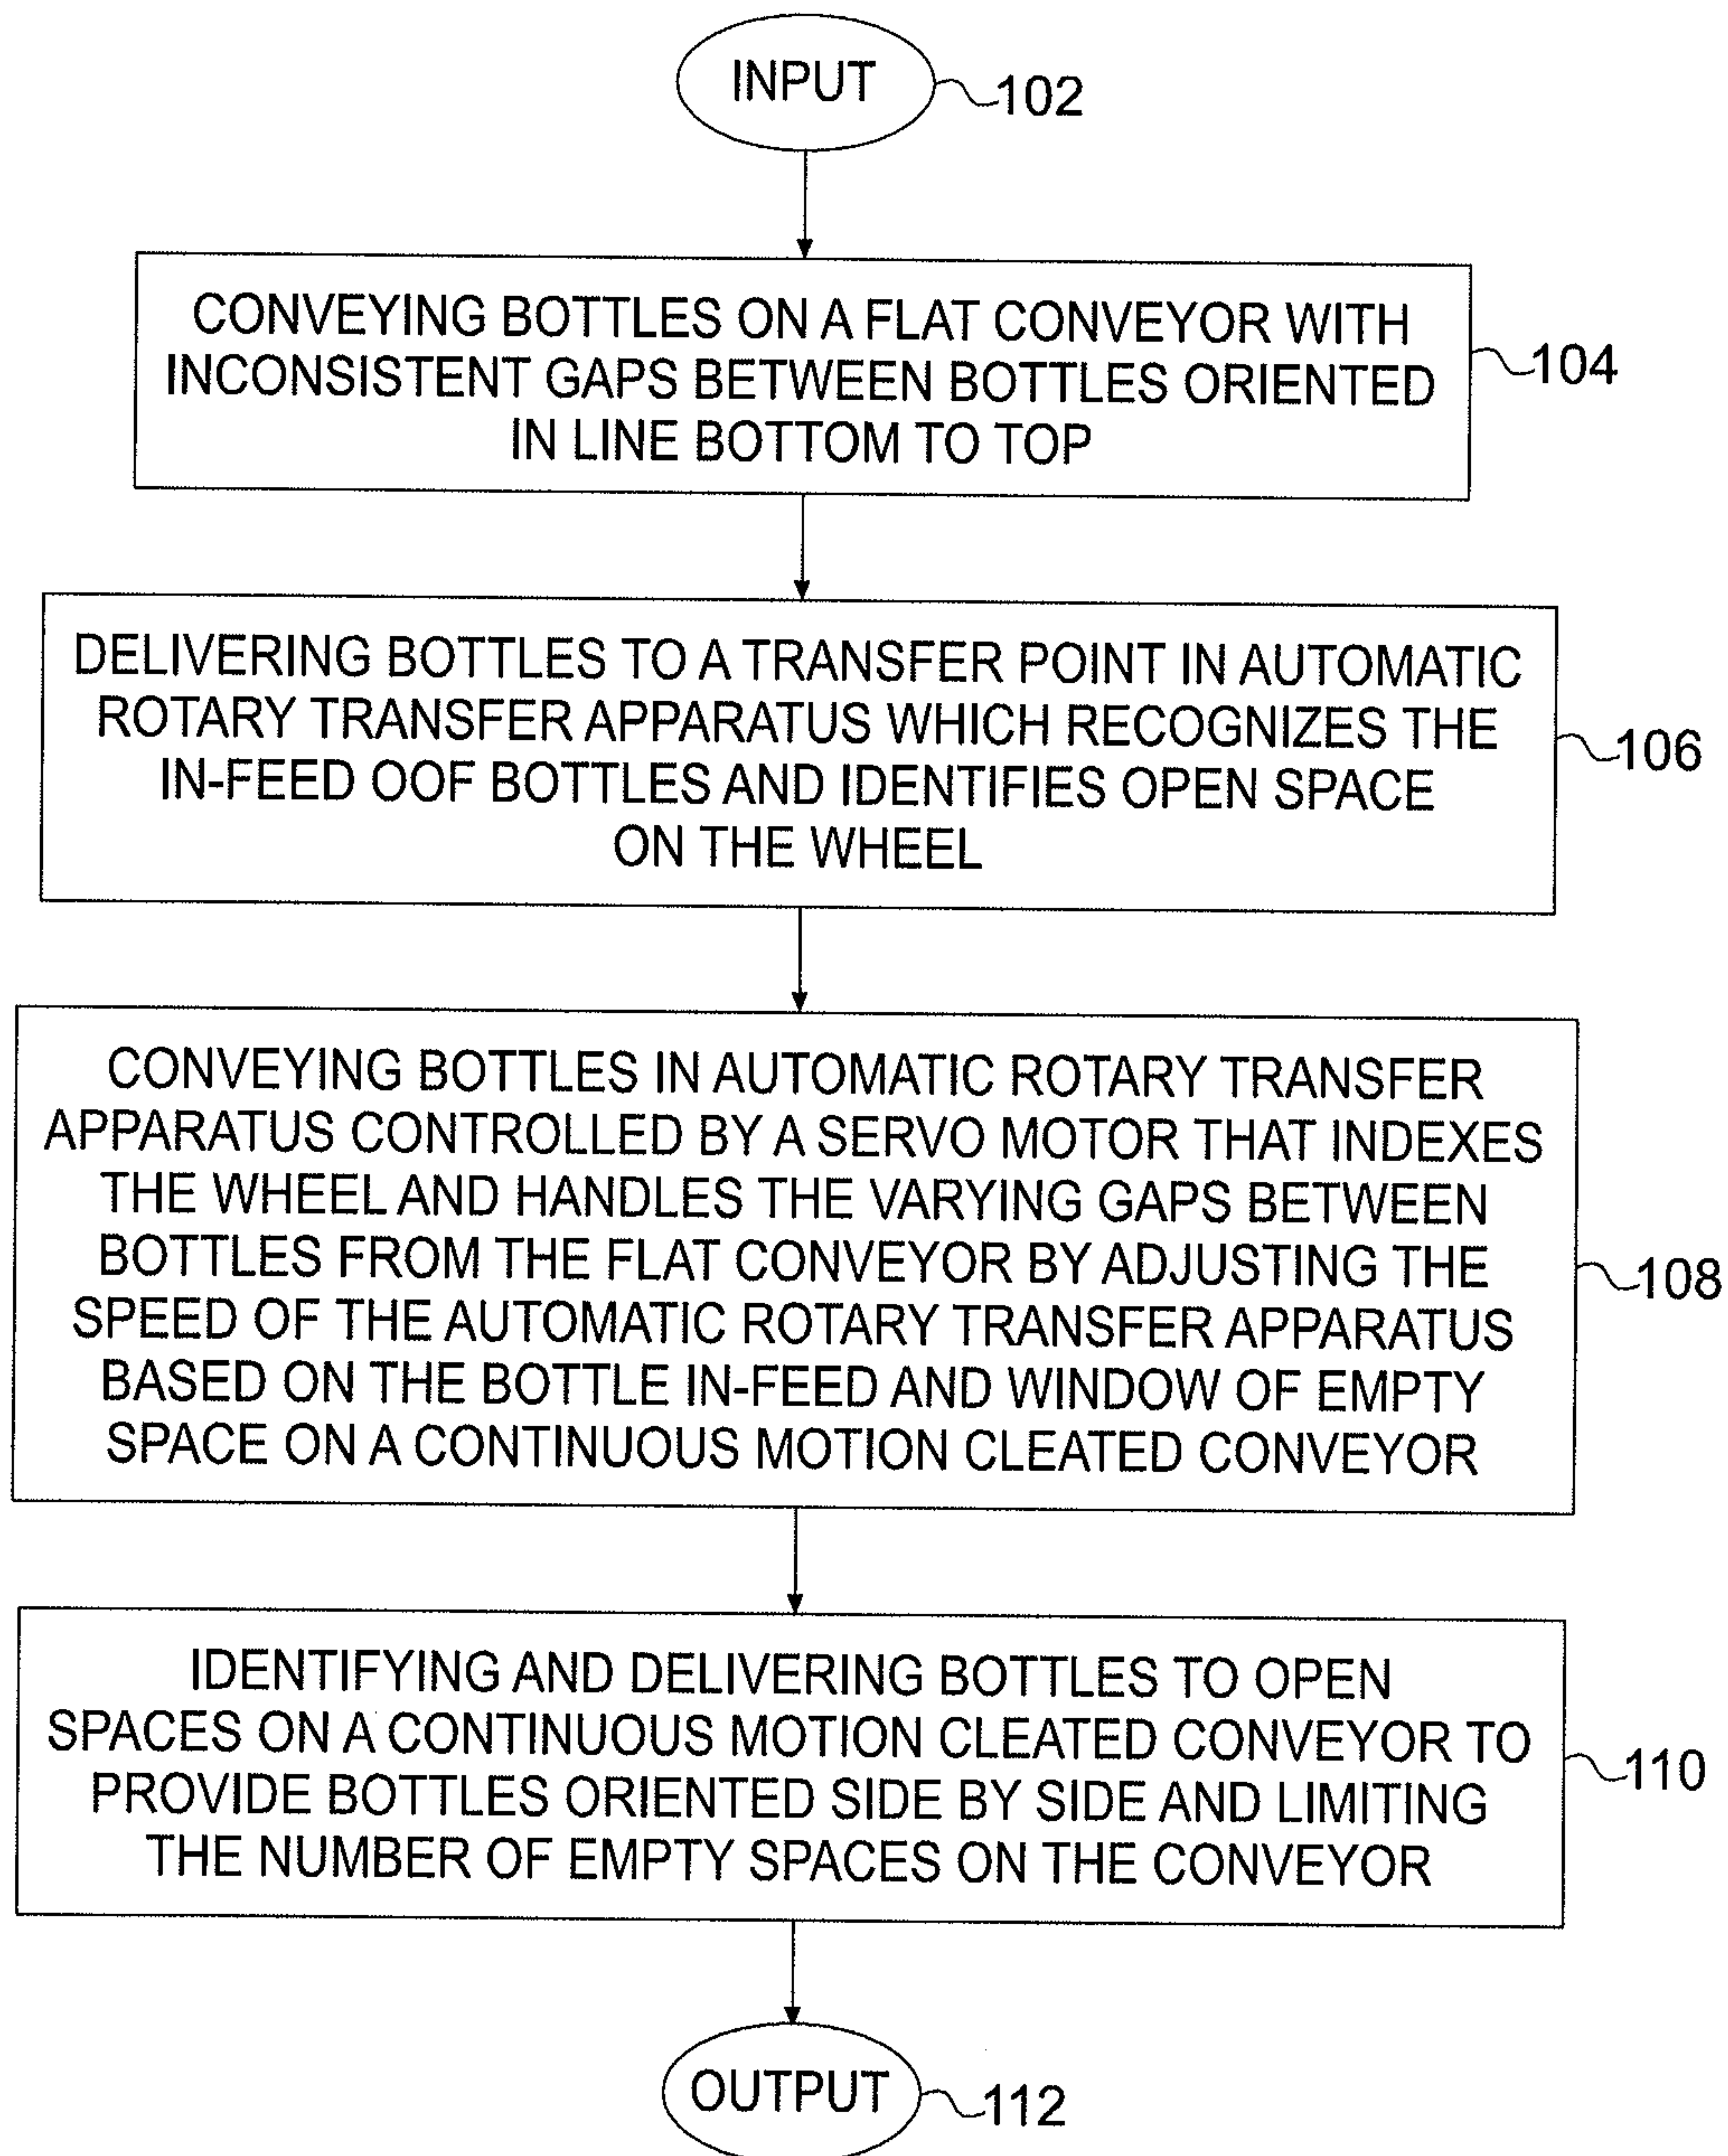 INPUT
102
CONVEYING BOTTLES ON A FLAT CONVEYOR WITH
INCONSISTENT GAPS BETWEEN BOTTLES ORIENTED
IN LINE BOTTOM TO TOP
104
DELIVERING BOTTLES TO A TRANSFER POINT IN AUTOMATIC
ROTARY TRANSFER APPARATUS WHICH RECOGNIZES THE
IN-FEED OOF BOTTLES AND IDENTIFIES OPEN SPACE
ON THE WHEEL
106
CONVEYING BOTTLES IN AUTOMATIC ROTARY TRANSFER
APPARATUS CONTROLLED BY A SERVO MOTOR THAT INDEXES
THE WHEEL AND HANDLES THE VARYING GAPS BETWEEN
BOTTLES FROM THE FLAT CONVEYOR BY ADJUSTING THE
SPEED OF THE AUTOMATIC ROTARY TRANSFER APPARATUS
BASED ON THE BOTTLE IN-FEED AND WINDOW OF EMPTY
SPACE ON A CONTINUOUS MOTION CLEATED CONVEYOR
108
IDENTIFYING AND DELIVERING BOTTLES TO OPEN
SPACES ON A CONTINUOUS MOTION CLEATED CONVEYOR TO
PROVIDE BOTTLES ORIENTED SIDE BY SIDE AND LIMITING
THE NUMBER OF EMPTY SPACES ON THE CONVEYOR
110
OUTPUT
112